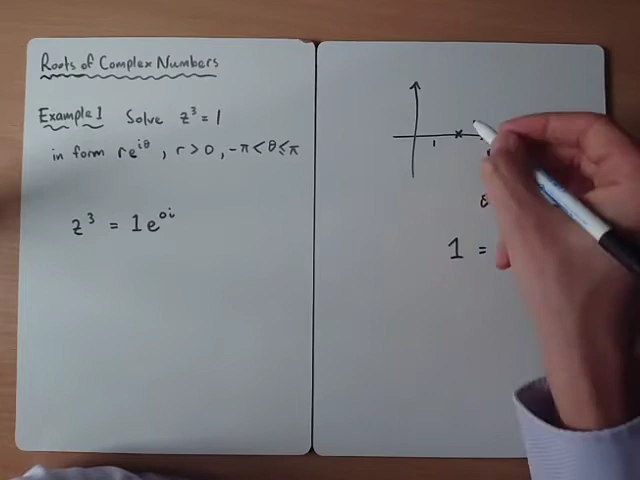 Roots of Complex Numbers
Example 1 Solve z³ = 1
in form re^{iθ}, r > 0, -π < θ ≤ π
z³ = 1e^{0i}
1
1 =